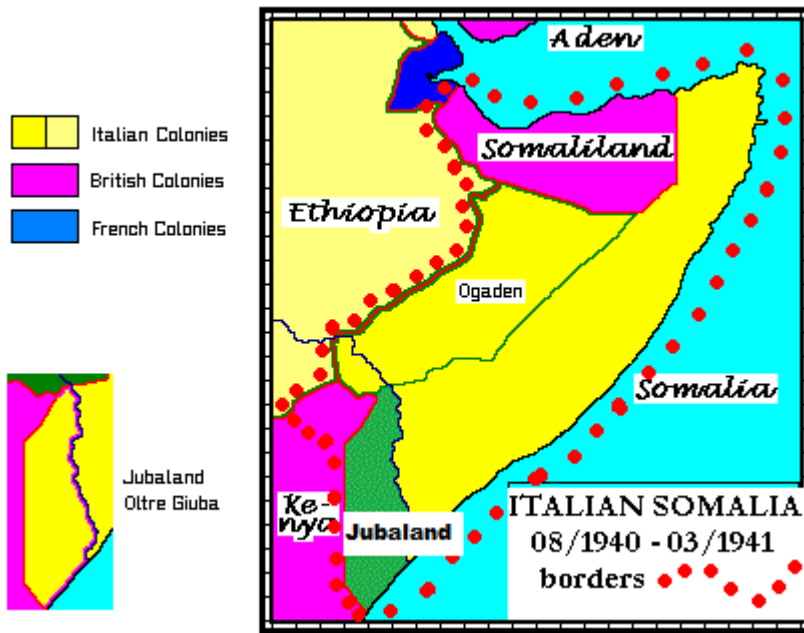 Italian Colonies
British Colonies
French Colonies
Jubaland
Oltre Giuba
Aden
Somaliland
Ethiopia
Ogaden
Somalia
Ke-
nya
Jubaland
ITALIAN SOMALIA
08/1940 - 03/1941
borders